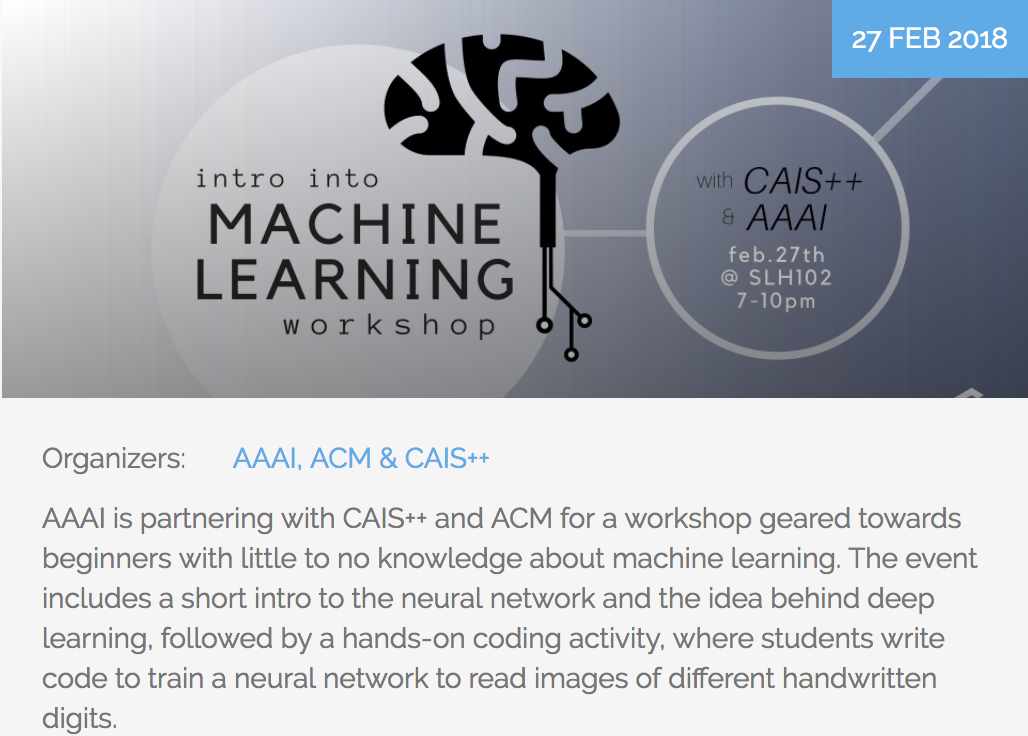 27 FEB 2018
intro into
MACHINE
LEARNING
workshop
with CAIS++
& AAAI
feb.27th
@ SLH102
7-10pm
Organizers: AAAI, ACM & CAIS++
AAAI is partnering with CAIS++ and ACM for a workshop geared towards
beginners with little to no knowledge about machine learning. The event
includes a short intro to the neural network and the idea behind deep
learning, followed by a hands-on coding activity, where students write
code to train a neural network to read images of different handwritten
digits.